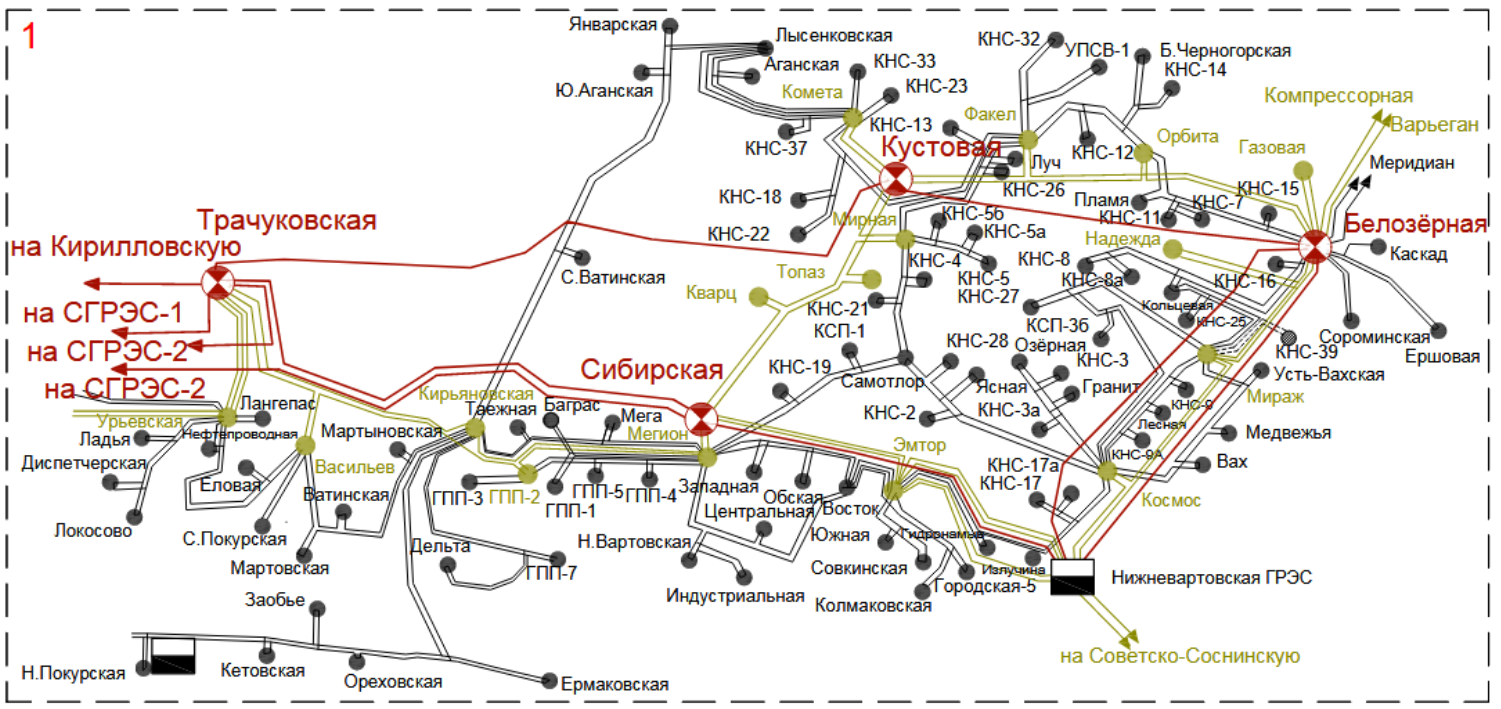 1
Январская
Лысенковская
КНС-32
УПСВ-1
Б.Черногорская
Аганская
КНС-33
КНС-14
Ю.Аганская
Комета
КНС-23
Компрессорная
Факел
КНС-13
Орбита
Варьеган
КНС-37
Кустовая
КНС-12
Газовая
Меридиан
Луч
КНС-26
КНС-15
КНС-18
Пламя
КНС-7
Трачуковская
Мирная
КНС-5б
КНС-11
Белозёрная
на Кирилловскую
КНС-22
КНС-5а
Надежда
КНС-4
КНС-8
Каскад
С.Ватинская
Топаз
КНС-5
КНС-8а
КНС-16
Кварц
КНС-27
Кольцевая
на СГРЭС-1
КНС-21
КСП-3б
КНС-25
Сороминская
КСП-1
КНС-28
Озёрная
КНС-39
Ершовая
на СГРЭС-2
КНС-19
КНС-3
Усть-Вахская
Сибирская
Самотлор
Ясная
Гранит
на СГРЭС-2
Кирьяновская
Мираж
Лангепас
Таежная
Баграс
КНС-2
КНС-3а
КНС-9
Урьевская
Мега
Лесная
Ладья
Нефтепроводная
Мартыновская
Мегион
Эмтор
Медвежья
Диспетчерская
Васильев
КНС-9А
Вах
КНС-17а
Еловая
Ватинская
ГПП-3
ГПП-2
ГПП-5
ГПП-4
Западная
Обская
КНС-17
Космос
ГПП-1
Центральная
Восток
Локосово
С.Покурская
Н.Вартовская
Южная
Гидронамыв
Мартовская
Дельта
ГПП-7
Совкинская
Излучина
Индустриальная
Городская-5
Нижневартовская ГРЭС
Заобье
Колмаковская
на Советско-Соснинскую
Н.Покурская
Кетовская
Ореховская
Ермаковская